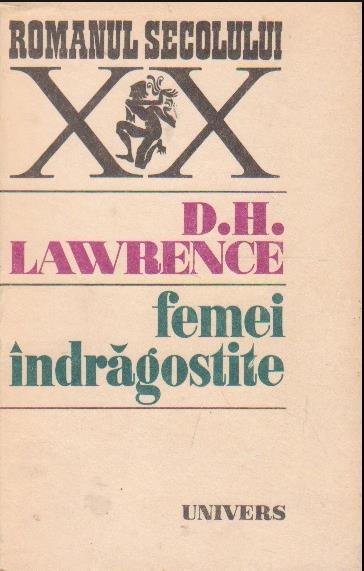 ROMANUL SECOLULUI
XX
D.H.
LAWRENCE
femei
îndrăgostite
UNIVERS